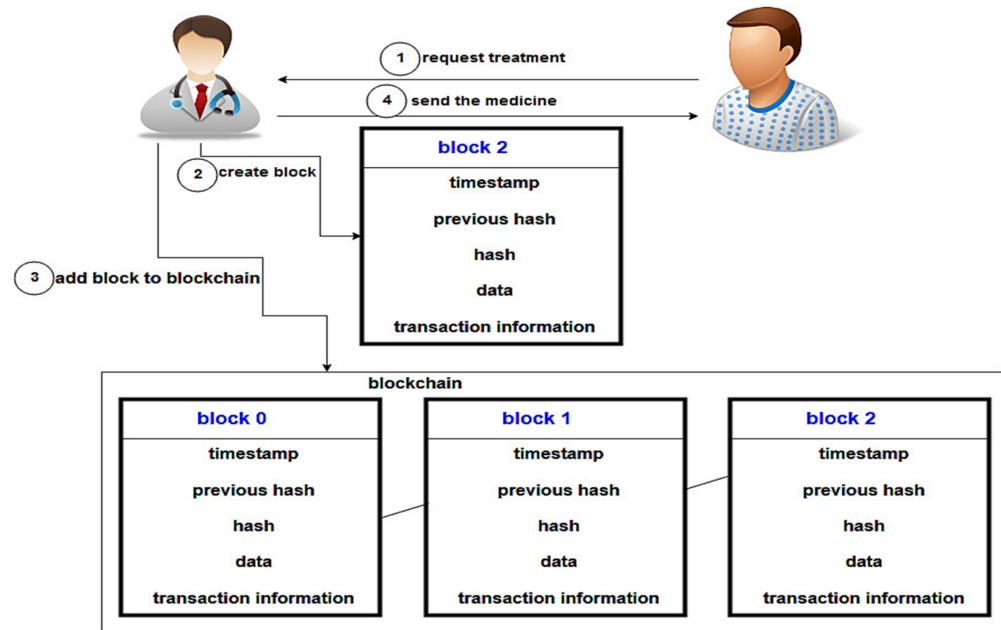 1 request treatment
4 send the medicine
2 create block
block 2
timestamp
previous hash
hash
data
transaction information
3 add block to blockchain
blockchain
block 0
timestamp
previous hash
hash
data
transaction information
block 1
timestamp
previous hash
hash
data
transaction information
block 2
timestamp
previous hash
hash
data
transaction information